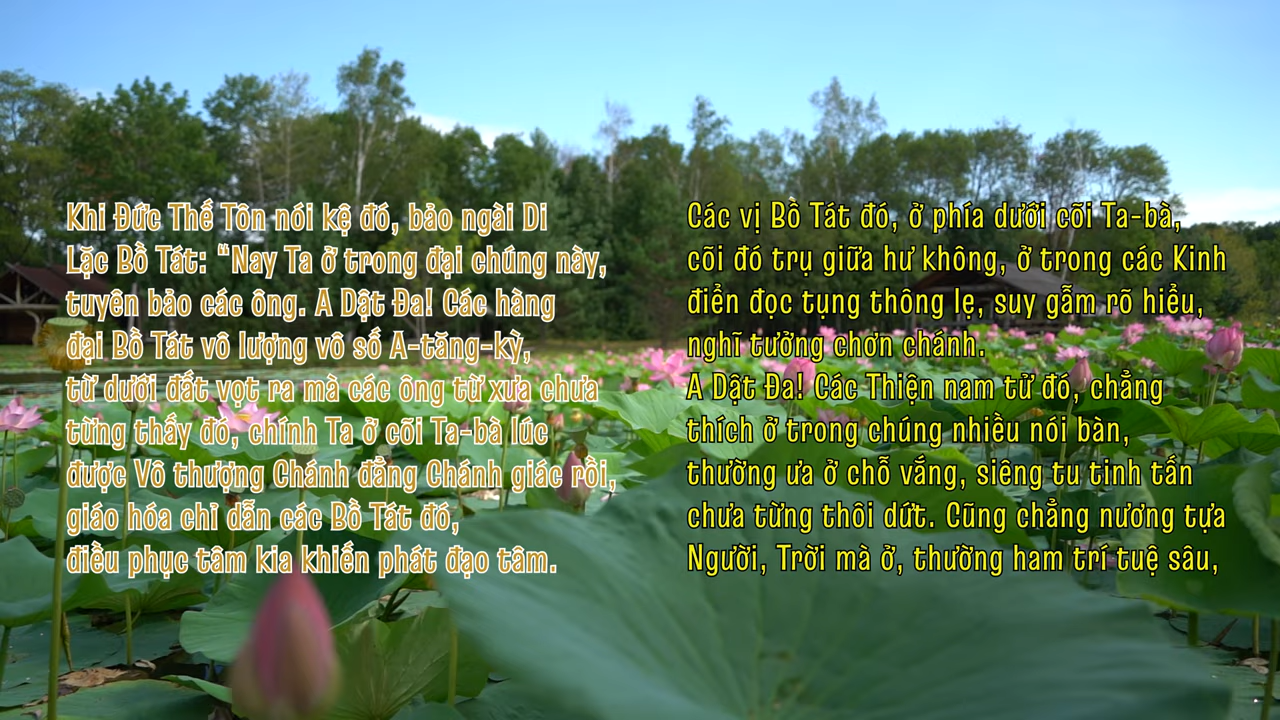 Khi Đức Thế Tôn nói kệ đó, bảo ngài Di
Lặc Bồ Tát: “Nay Ta ở trong đại chúng này,
tuyên bảo các ông. A Dật Đa! Các hàng
đại Bồ Tát vô lượng vô số A-tăng-kỳ,
từ dưới đất vọt ra mà các ông từ xưa chưa
từng thấy đó, chính Ta ở cõi Ta-bà lúc
được Vô thượng Chánh đẳng Chánh giác rồi,
giáo hóa chỉ dẫn các Bồ Tát đó,
điều phục tâm kia khiến phát đạo tâm.
Các vị Bồ Tát đó, ở phía dưới cõi Ta-bà,
cõi đó trụ giữa hư không, ở trong các Kinh
điển đọc tụng thông lẹ, suy gẫm rõ hiểu,
nghĩ tưởng chơn chánh.
A Dật Đa! Các Thiện nam tử đó, chẳng
thích ở trong chúng nhiều nói bàn,
thường ưa ở chỗ vắng, siêng tu tinh tấn
chưa từng thôi dứt. Cũng chẳng nương tựa
Người, Trời mà ở, thường ham trí tuệ sâu,